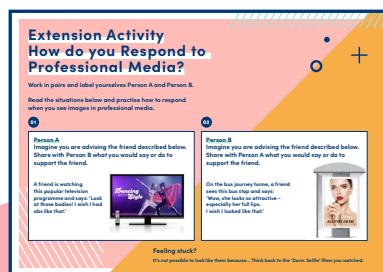 Extension Activity
How do you Respond to
Professional Media?
Work in pairs and label yourselves Person A and Person B.
Read the situations below and practise how to respond
when you see images in professional media.
01
Person A
Imagine you are advising the friend described below.
Share with Person B what you would say or do to
support the friend.
A friend is watching
this popular television
programme and says: 'Look
at those bodies! I wish I had
abs like that.'
Dancing
Style
02
Person B
Imagine you are advising the friend described below.
Share with Person A what you would say or do to
support the friend.
On the bus journey home, a friend
sees this bus stop and says:
'Wow, she looks so attractive -
especially her full lips.
I wish I looked like that.'
Feeling stuck?
It's not possible to look like them because... Think back to the 'Dove: Selfie' films you watched.